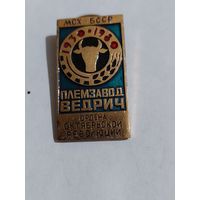 МСХ БССР
1930·1980
ПЛЕМЗАВОД
ВЕДРИЧ
ОРДЕНА
ОКТЯБРЬСКОЙ
РЕВОЛЮЦИИ